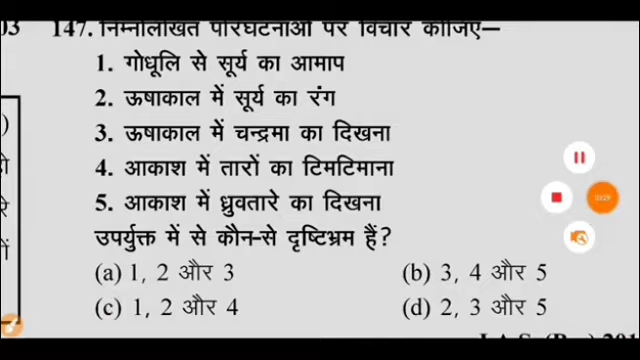 03 147. निम्नलिखित परिघटनाओं पर विचार कीजिए—
1. गोधूलि से सूर्य का आमाप
2. ऊषाकाल में सूर्य का रंग
3. ऊषाकाल में चन्द्रमा का दिखना
4. आकाश में तारों का टिमटिमाना
5. आकाश में ध्रुवतारे का दिखना
उपर्युक्त में से कौन-से दृष्टिभ्रम हैं?
(a) 1, 2 और 3 (b) 3, 4 और 5
(c) 1, 2 और 4 (d) 2, 3 और 5